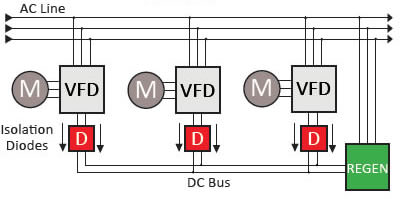 AC Line
M
VFD
M
VFD
M
VFD
Isolation
Diodes
D
D
D
DC Bus
REGEN